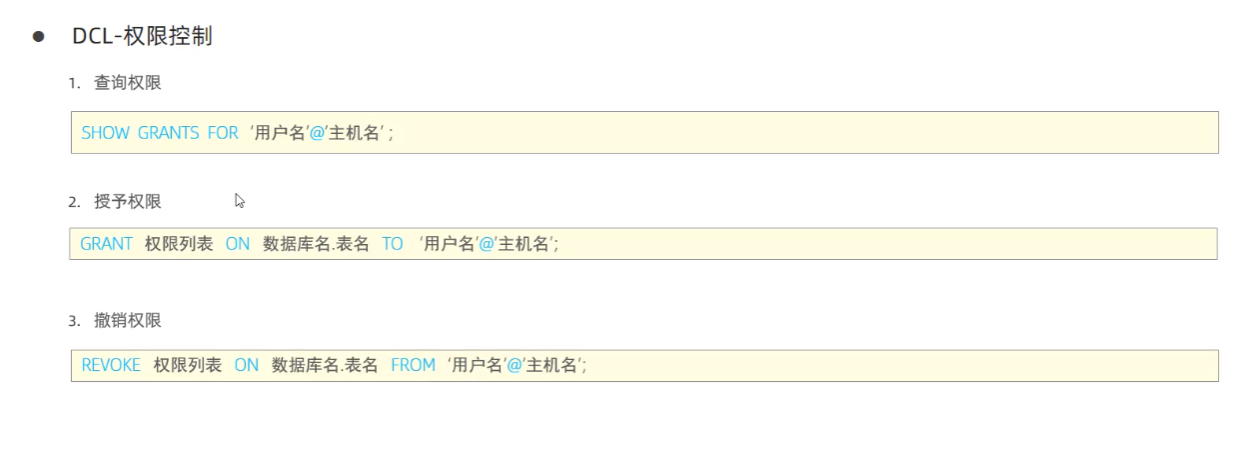 ● DCL-权限控制
1. 查询权限
SHOW GRANTS FOR '用户名'@'主机名' ;
2. 授予权限
GRANT 权限列表 ON 数据库名.表名 TO '用户名'@'主机名';
3. 撤销权限
REVOKE 权限列表 ON 数据库名.表名 FROM '用户名'@'主机名';